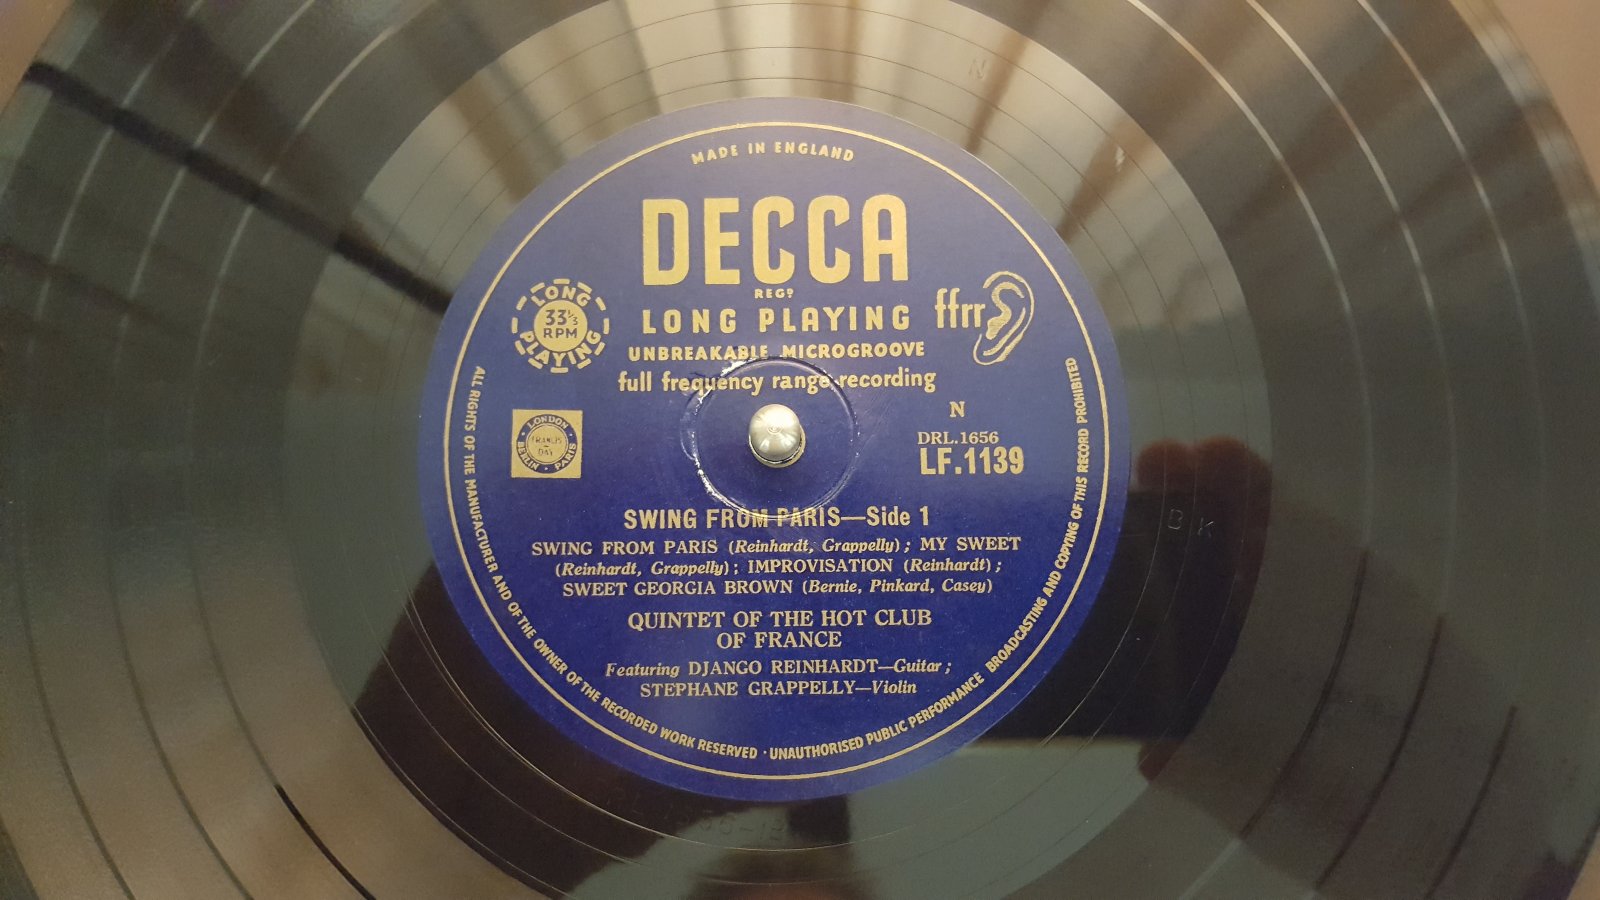 MADE IN ENGLAND
DECCA
REGD
LONG PLAYING
33 1/3
RPM
LONG PLAYING
ffrr
UNBREAKABLE MICROGROOVE
full frequency range recording
N
DRL.1656
LF.1139
LONDON
FRANCIS
DAY
BERLIN · PARIS
SWING FROM PARIS—Side 1
SWING FROM PARIS (Reinhardt, Grappelly) ; MY SWEET
(Reinhardt, Grappelly) ; IMPROVISATION (Reinhardt) ;
SWEET GEORGIA BROWN (Bernie, Pinkard, Casey)
QUINTET OF THE HOT CLUB
OF FRANCE
Featuring DJANGO REINHARDT—Guitar ;
STEPHANE GRAPPELLY—Violin
ALL RIGHTS OF THE MANUFACTURER AND OF THE OWNER OF THE RECORDED WORK RESERVED · UNAUTHORISED PUBLIC PERFORMANCE BROADCASTING AND COPYING OF THIS RECORD PROHIBITED
N
B K